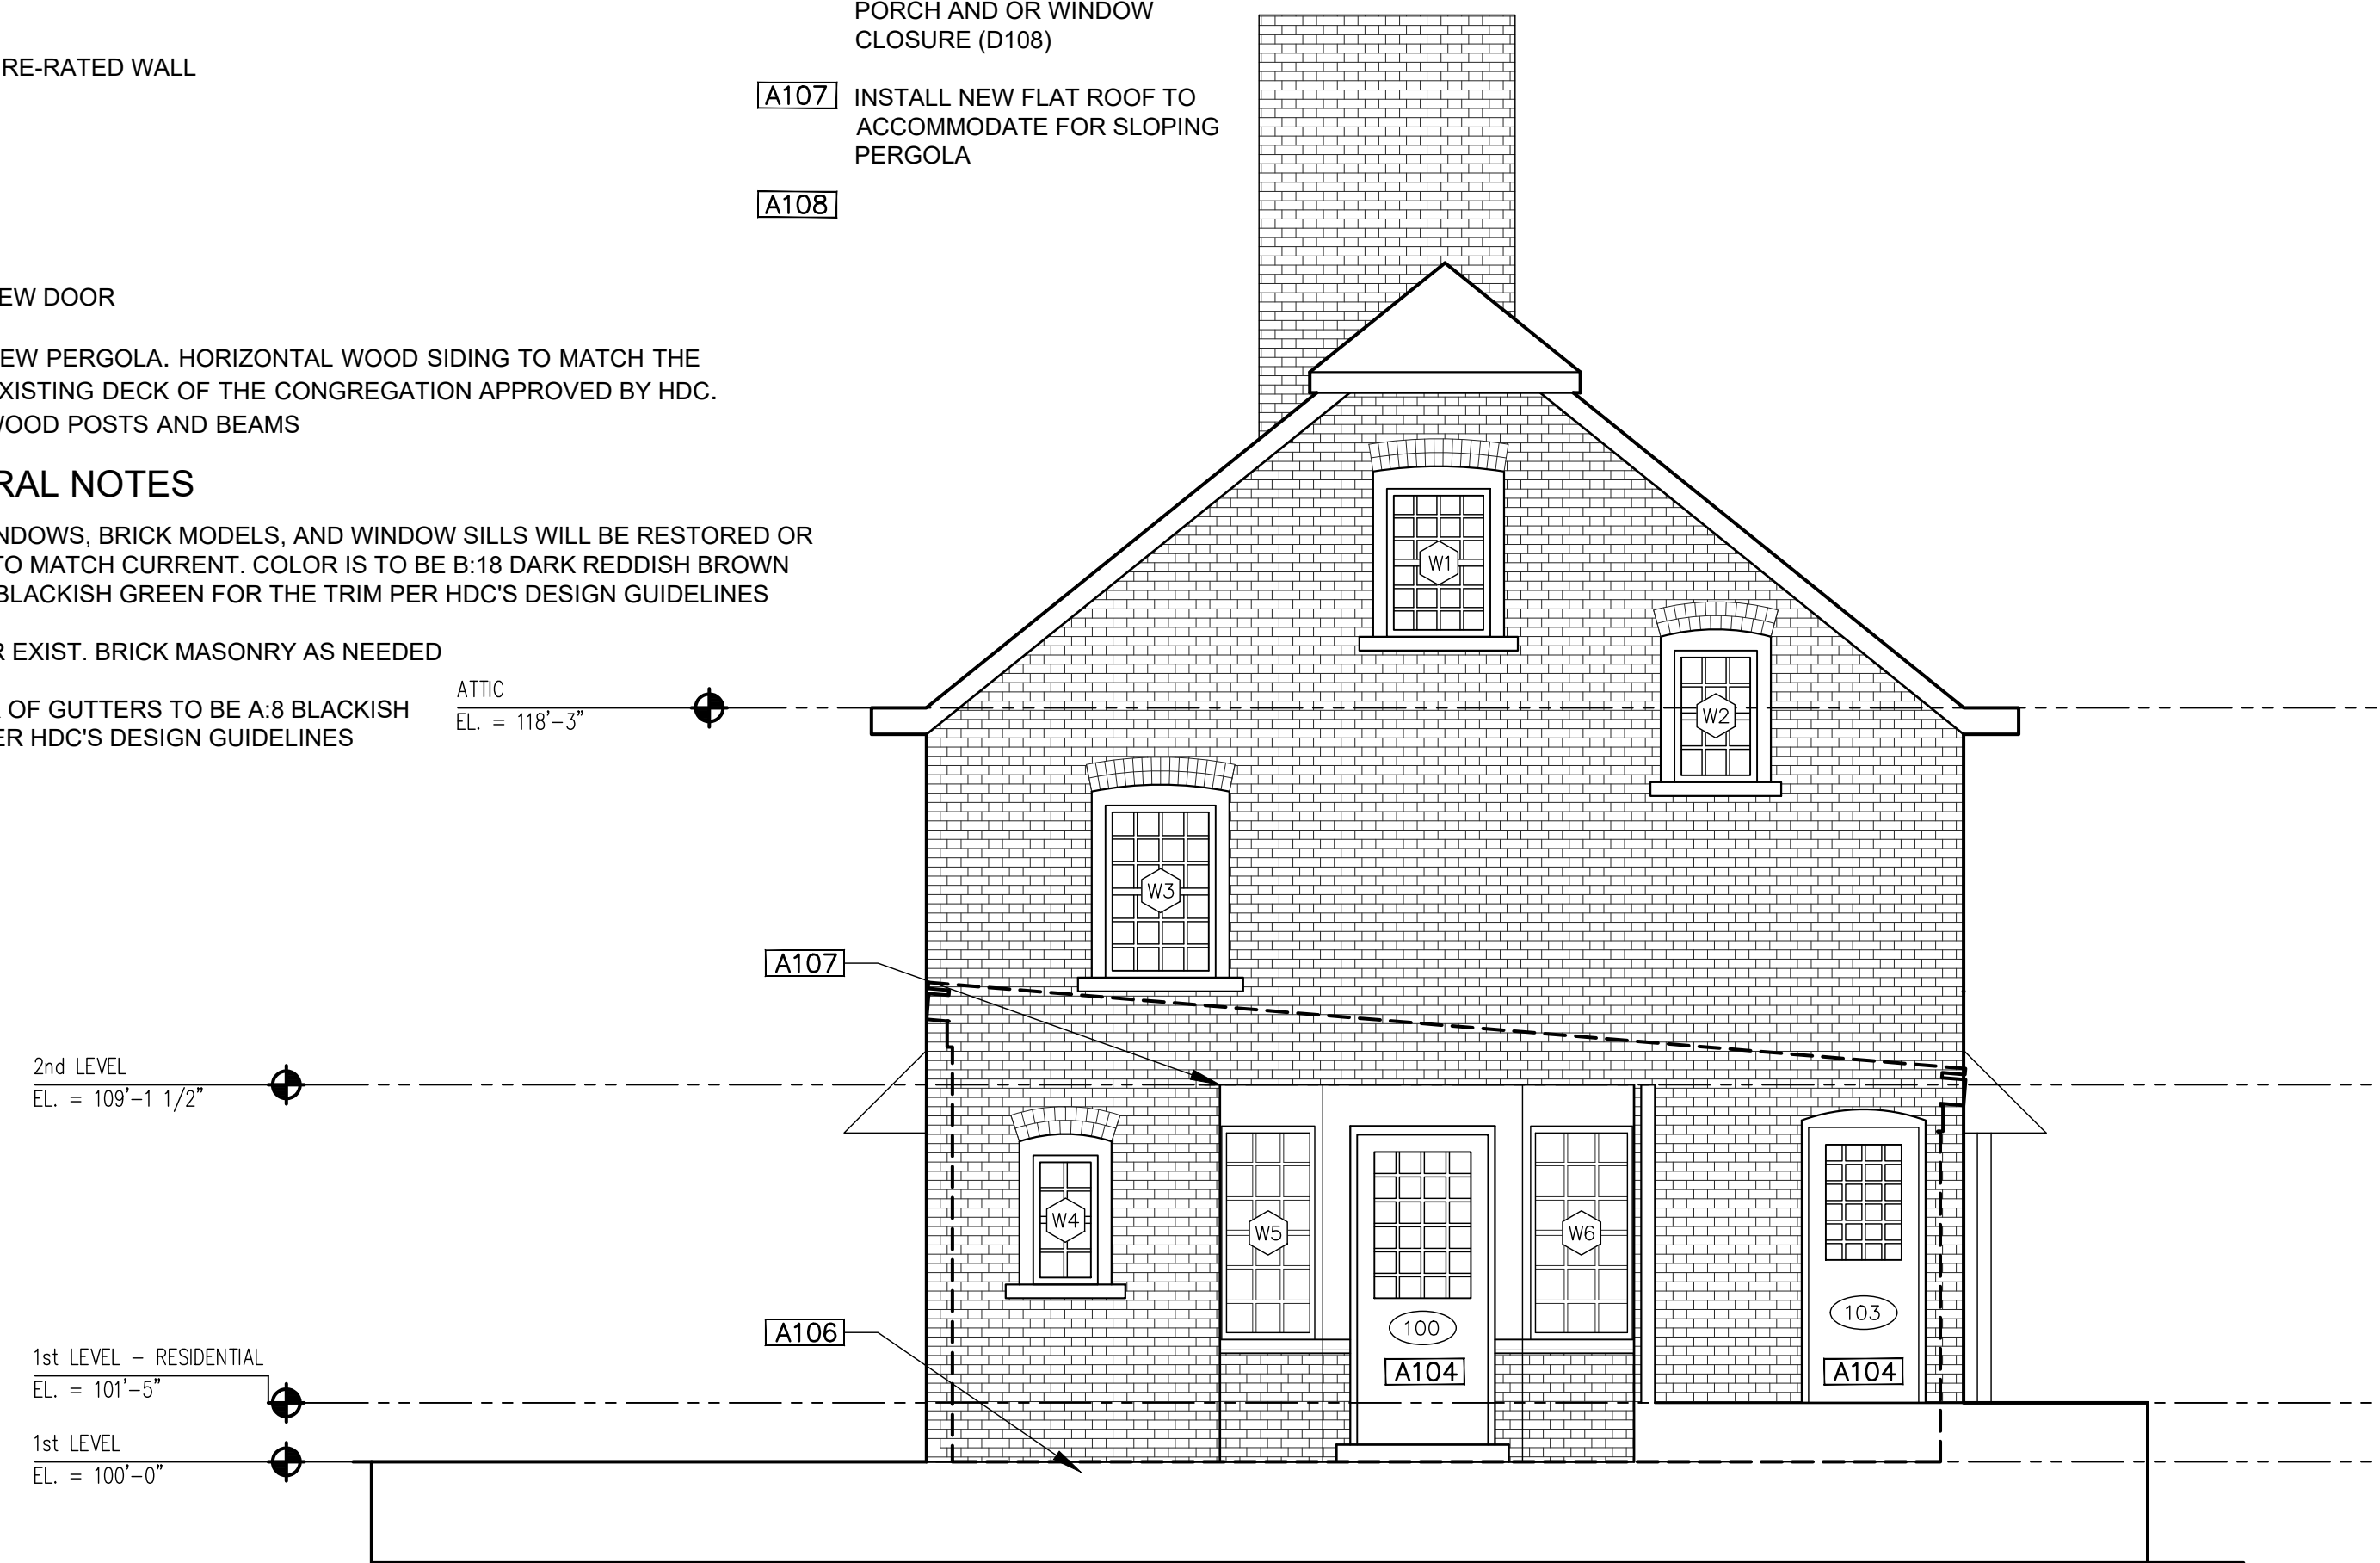 PORCH AND OR WINDOW
CLOSURE (D108)
RE-RATED WALL
A107 INSTALL NEW FLAT ROOF TO
ACCOMMODATE FOR SLOPING
PERGOLA
A108
EW DOOR
EW PERGOLA. HORIZONTAL WOOD SIDING TO MATCH THE
EXISTING DECK OF THE CONGREGATION APPROVED BY HDC.
WOOD POSTS AND BEAMS
RAL NOTES
NDOWS, BRICK MODELS, AND WINDOW SILLS WILL BE RESTORED OR
TO MATCH CURRENT. COLOR IS TO BE B:18 DARK REDDISH BROWN
BLACKISH GREEN FOR THE TRIM PER HDC'S DESIGN GUIDELINES
R EXIST. BRICK MASONRY AS NEEDED
OF GUTTERS TO BE A:8 BLACKISH
ER HDC'S DESIGN GUIDELINES
ATTIC
EL. = 118'-3"
W1
W2
W3
A107
2nd LEVEL
EL. = 109'-1 1/2"
W4
W5
W6
100
103
A106
A104
A104
1st LEVEL - RESIDENTIAL
EL. = 101'-5"
1st LEVEL
EL. = 100'-0"